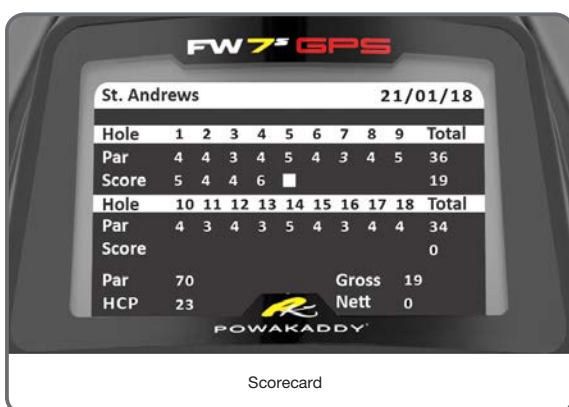 FW7s GPS
St. Andrews 21/01/18
Hole 1 2 3 4 5 6 7 8 9 Total
Par 4 4 3 4 5 4 3 4 5 36
Score 5 4 4 6 19
Hole 10 11 12 13 14 15 16 17 18 Total
Par 4 3 4 3 5 4 3 4 4 34
Score 0
Par 70 Gross 19
HCP 23 Nett 0
POWAKADDY
Scorecard